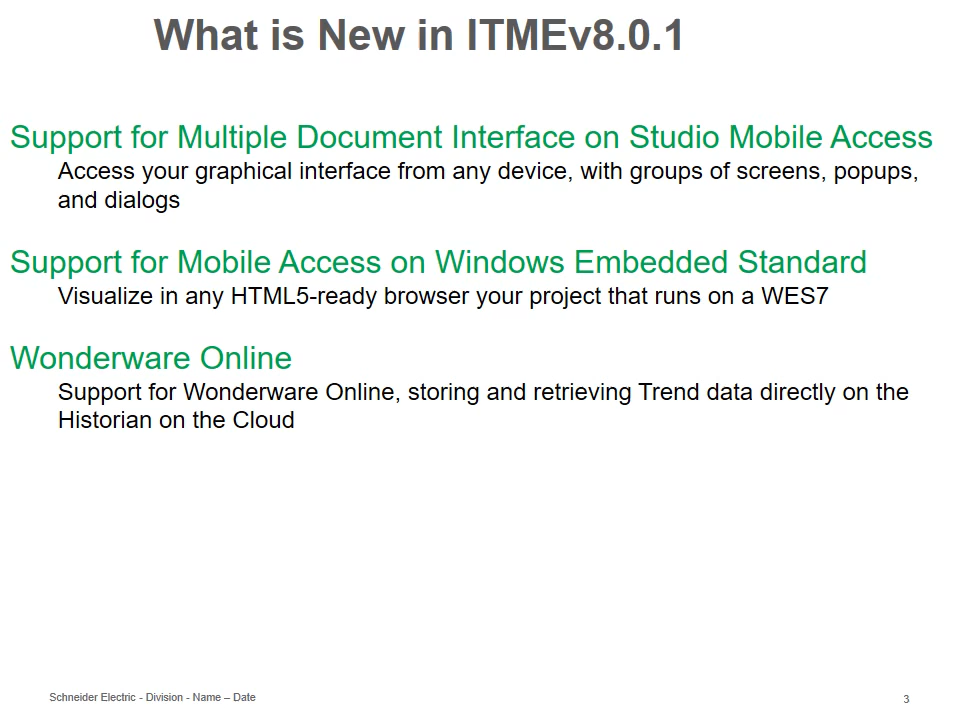 What is New in ITMEv8.0.1
Support for Multiple Document Interface on Studio Mobile Access
Access your graphical interface from any device, with groups of screens, popups,
and dialogs
Support for Mobile Access on Windows Embedded Standard
Visualize in any HTML5-ready browser your project that runs on a WES7
Wonderware Online
Support for Wonderware Online, storing and retrieving Trend data directly on the
Historian on the Cloud
Schneider Electric - Division - Name – Date
3